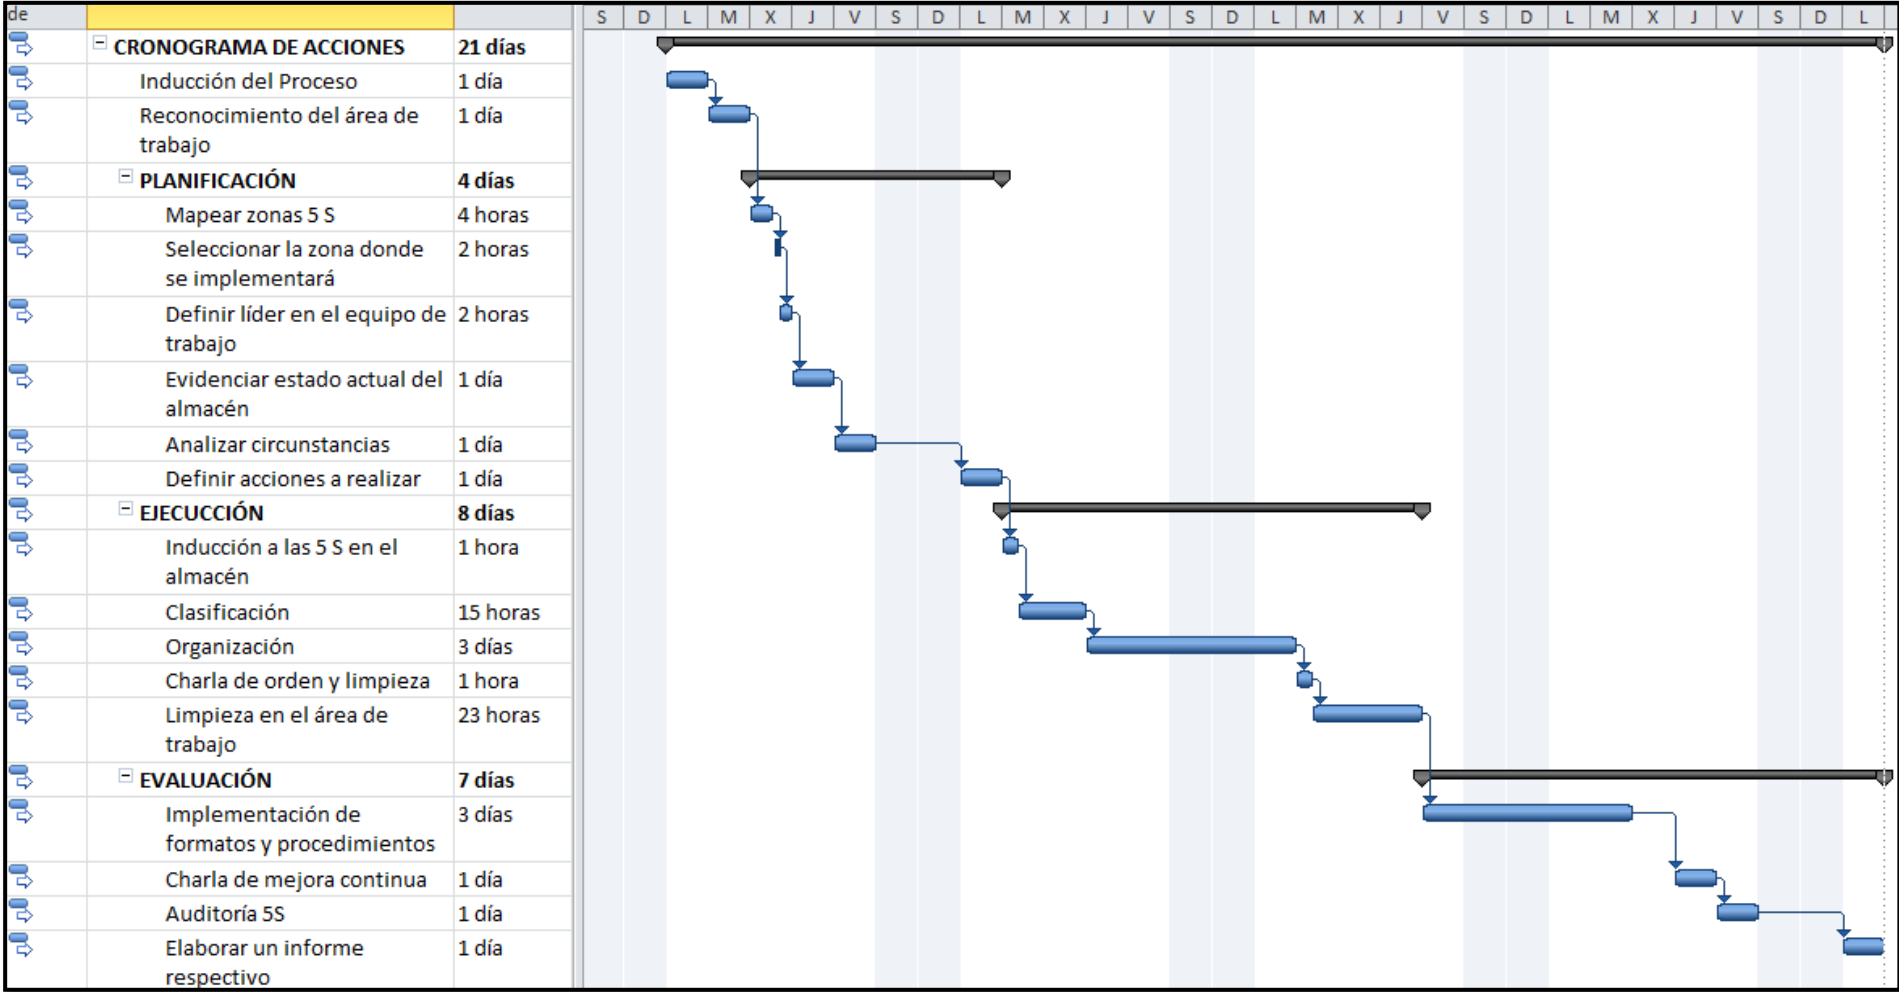 de S D L M X J V S D L M X J V S D L M X J V S D L M X J V S D L
CRONOGRAMA DE ACCIONES 21 días
Inducción del Proceso 1 día
Reconocimiento del área de 1 día
trabajo
PLANIFICACIÓN 4 días
Mapear zonas 5 S 4 horas
Seleccionar la zona donde 2 horas
se implementará
Definir líder en el equipo de 2 horas
trabajo
Evidenciar estado actual del 1 día
almacén
Analizar circunstancias 1 día
Definir acciones a realizar 1 día
EJECUCCIÓN 8 días
Inducción a las 5 S en el 1 hora
almacén
Clasificación 15 horas
Organización 3 días
Charla de orden y limpieza 1 hora
Limpieza en el área de 23 horas
trabajo
EVALUACIÓN 7 días
Implementación de 3 días
formatos y procedimientos
Charla de mejora continua 1 día
Auditoría 5S 1 día
Elaborar un informe 1 día
respectivo